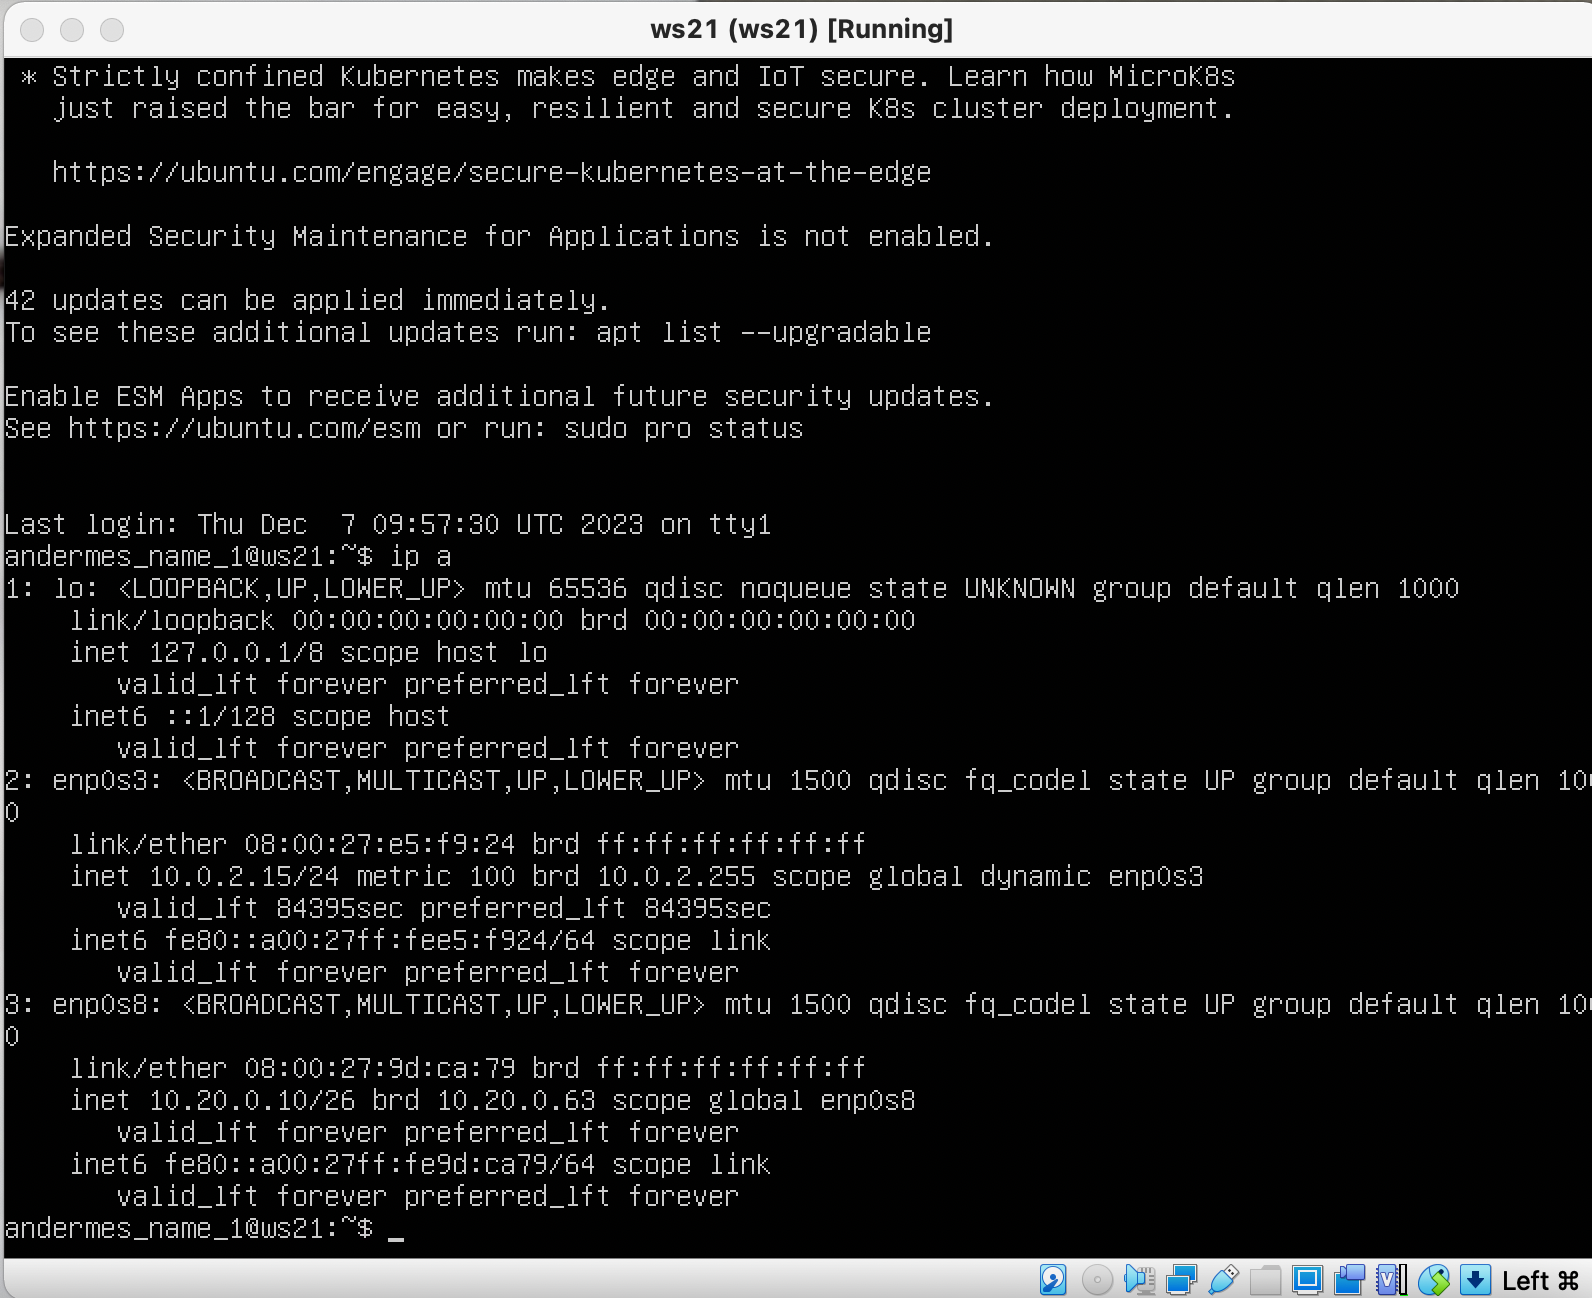 ws21 (ws21) [Running]
* Strictly confined Kubernetes makes edge and IoT secure. Learn how MicroK8s
just raised the bar for easy, resilient and secure K8s cluster deployment.
https://ubuntu.com/engage/secure-kubernetes-at-the-edge
Expanded Security Maintenance for Applications is not enabled.
42 updates can be applied immediately.
To see these additional updates run: apt list --upgradable
Enable ESM Apps to receive additional future security updates.
See https://ubuntu.com/esm or run: sudo pro status
Last login: Thu Dec  7 09:57:30 UTC 2023 on tty1
andermes_name_1@ws21:~$ ip a
1: lo: <LOOPBACK,UP,LOWER_UP> mtu 65536 qdisc noqueue state UNKNOWN group default qlen 1000
link/loopback 00:00:00:00:00:00 brd 00:00:00:00:00:00
inet 127.0.0.1/8 scope host lo
valid_lft forever preferred_lft forever
inet6 ::1/128 scope host
valid_lft forever preferred_lft forever
2: enp0s3: <BROADCAST,MULTICAST,UP,LOWER_UP> mtu 1500 qdisc fq_codel state UP group default qlen 100
0
link/ether 08:00:27:e5:f9:24 brd ff:ff:ff:ff:ff:ff
inet 10.0.2.15/24 metric 100 brd 10.0.2.255 scope global dynamic enp0s3
valid_lft 84395sec preferred_lft 84395sec
inet6 fe80::a00:27ff:fee5:f924/64 scope link
valid_lft forever preferred_lft forever
3: enp0s8: <BROADCAST,MULTICAST,UP,LOWER_UP> mtu 1500 qdisc fq_codel state UP group default qlen 100
0
link/ether 08:00:27:9d:ca:79 brd ff:ff:ff:ff:ff:ff
inet 10.20.0.10/26 brd 10.20.0.63 scope global enp0s8
valid_lft forever preferred_lft forever
inet6 fe80::a00:27ff:fe9d:ca79/64 scope link
valid_lft forever preferred_lft forever
andermes_name_1@ws21:~$ _
Left ⌘